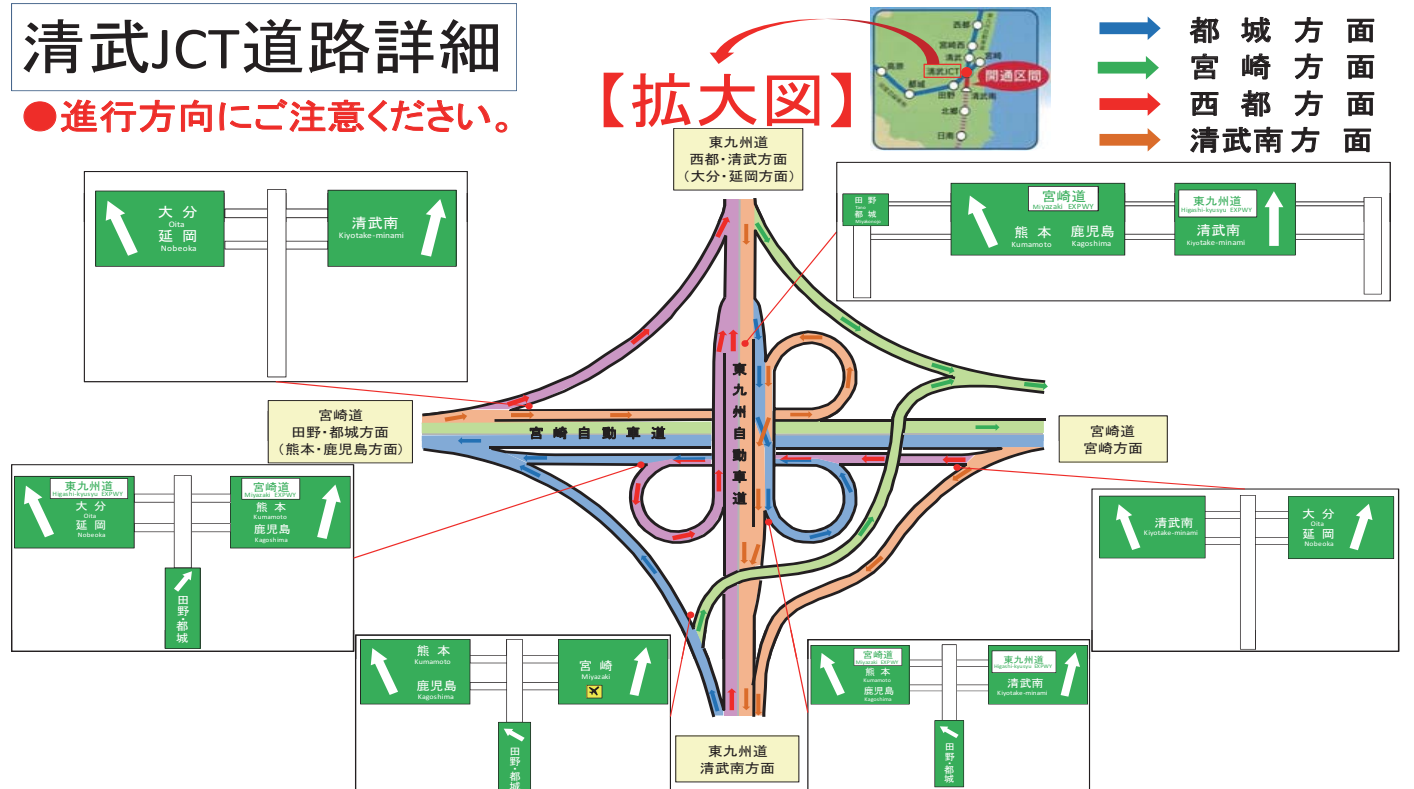 清武JCT道路詳細
●進行方向にご注意ください。
【拡大図】
西都
宮崎西
清武
宮崎
清武JCT
高原
都城
田野
清武南
北郷
日南
開通区間
都城方面
宮崎方面
西都方面
清武南方面
東九州道
西都・清武方面
（大分・延岡方面）
大分
Oita
延岡
Nobeoka
清武南
Kiyotake-minami
田野
Tano
都城
Miyakonojo
宮崎道
Miyazaki EXPWY
熊本 鹿児島
Kumamoto Kagoshima
東九州道
Higashi-kyusyu EXPWY
清武南
Kiyotake-minami
東九州自動車道
宮崎自動車道
宮崎道
田野・都城方面
（熊本・鹿児島方面）
宮崎道
宮崎方面
東九州道
Higashi-kyusyu EXPWY
大分
Oita
延岡
Nobeoka
宮崎道
Miyazaki EXPWY
熊本
Kumamoto
鹿児島
Kagoshima
田野・都城
清武南
Kiyotake-minami
大分
Oita
延岡
Nobeoka
熊本
Kumamoto
鹿児島
Kagoshima
宮崎
Miyazaki
田野・都城
宮崎道
Miyazaki EXPWY
熊本
Kumamoto
鹿児島
Kagoshima
東九州道
Higashi-kyusyu EXPWY
清武南
Kiyotake-minami
田野・都城
東九州道
清武南方面